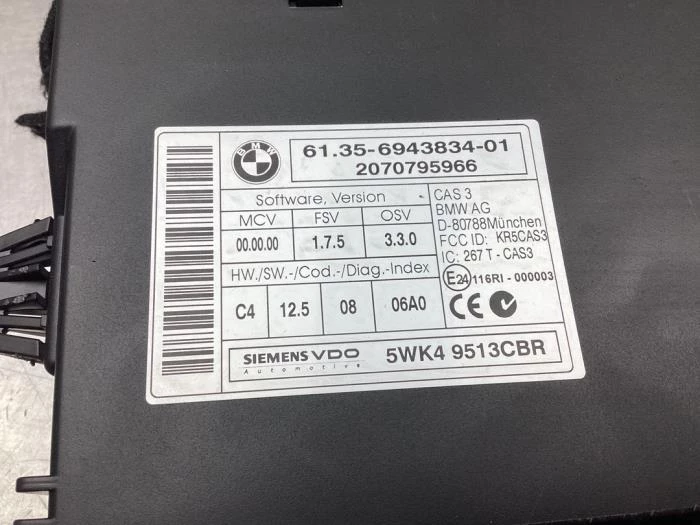 BMW
61.35-6943834-01
2070795966
Software, Version
MCV FSV OSV
00.00.00 1.7.5 3.3.0
HW./SW.-/Cod.-/Diag.-Index
C4 12.5 08 06A0
CAS 3
BMW AG
D-80788München
FCC ID: KR5CAS3
IC: 267 T - CAS3
E24 116RI - 000003
CE
SIEMENS VDO
Automotive
5WK4 9513CBR